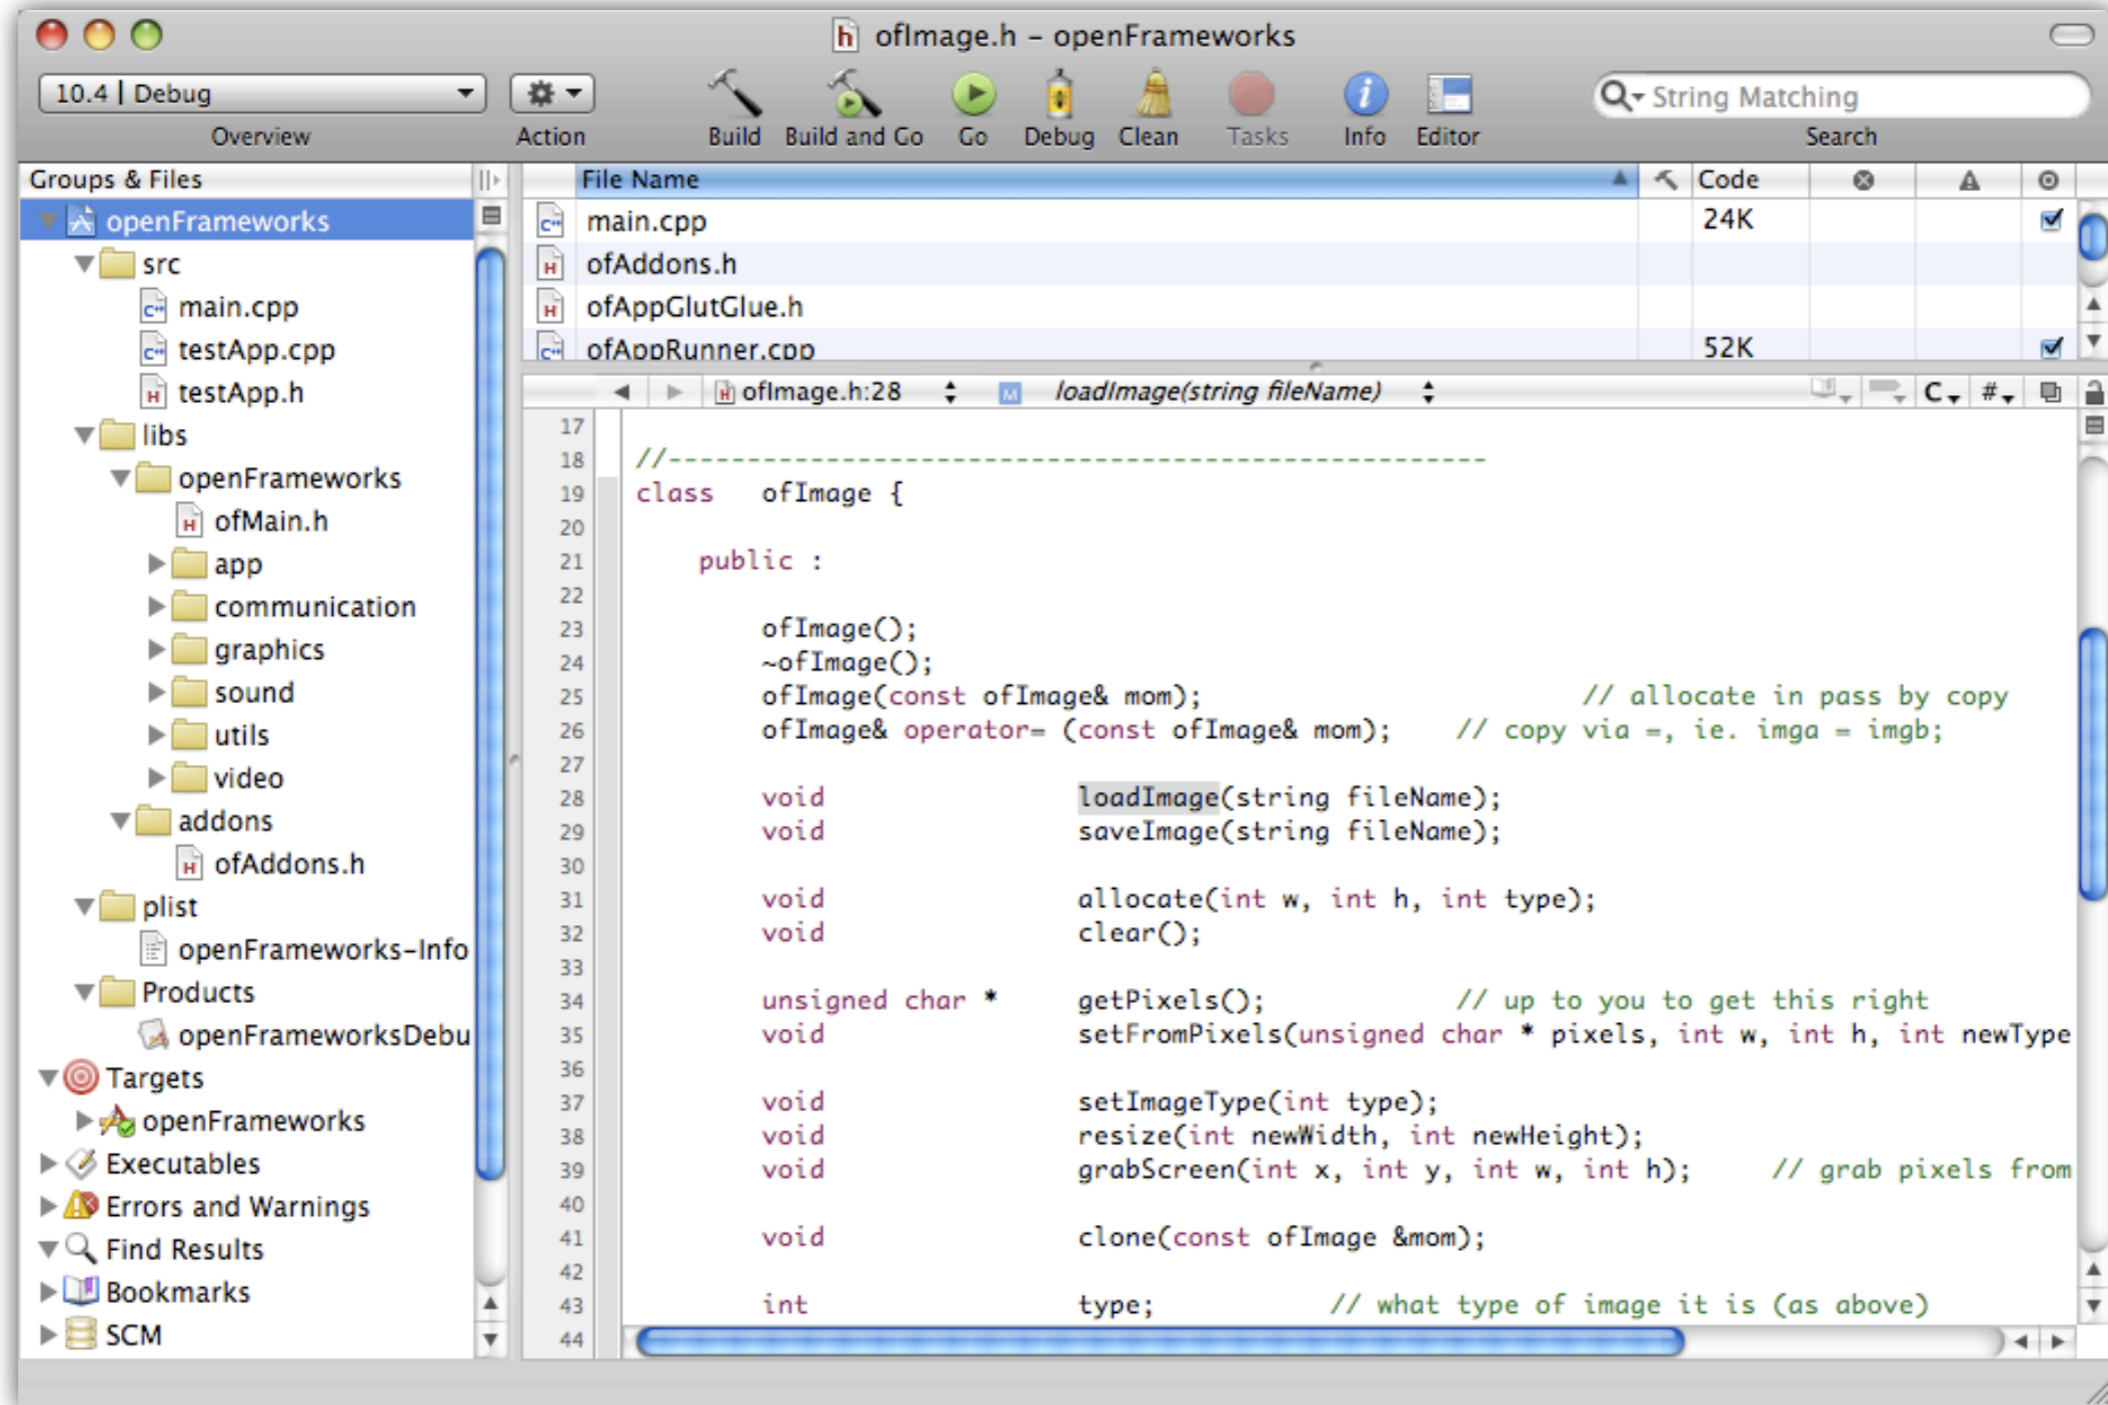 ofImage.h – openFrameworks
10.4 | Debug
String Matching
Overview Action Build Build and Go Go Debug Clean Tasks Info Editor Search
Groups & Files
openFrameworks
src
main.cpp
testApp.cpp
testApp.h
libs
openFrameworks
ofMain.h
app
communication
graphics
sound
utils
video
addons
ofAddons.h
plist
openFrameworks-Info
Products
openFrameworksDebu
Targets
openFrameworks
Executables
Errors and Warnings
Find Results
Bookmarks
SCM
File Name Code
main.cpp 24K
ofAddons.h
ofAppGlutGlue.h
ofAppRunner.cpp 52K
ofImage.h:28 M loadImage(string fileName) C #
17
18 //----------------------------------------------------
19 class ofImage {
20
21 public :
22
23 ofImage();
24 ~ofImage();
25 ofImage(const ofImage& mom); // allocate in pass by copy
26 ofImage& operator= (const ofImage& mom); // copy via =, ie. imga = imgb;
27
28 void loadImage(string fileName);
29 void saveImage(string fileName);
30
31 void allocate(int w, int h, int type);
32 void clear();
33
34 unsigned char * getPixels(); // up to you to get this right
35 void setFromPixels(unsigned char * pixels, int w, int h, int newType
36
37 void setImageType(int type);
38 void resize(int newWidth, int newHeight);
39 void grabScreen(int x, int y, int w, int h); // grab pixels from
40
41 void clone(const ofImage &mom);
42
43 int type; // what type of image it is (as above)
44